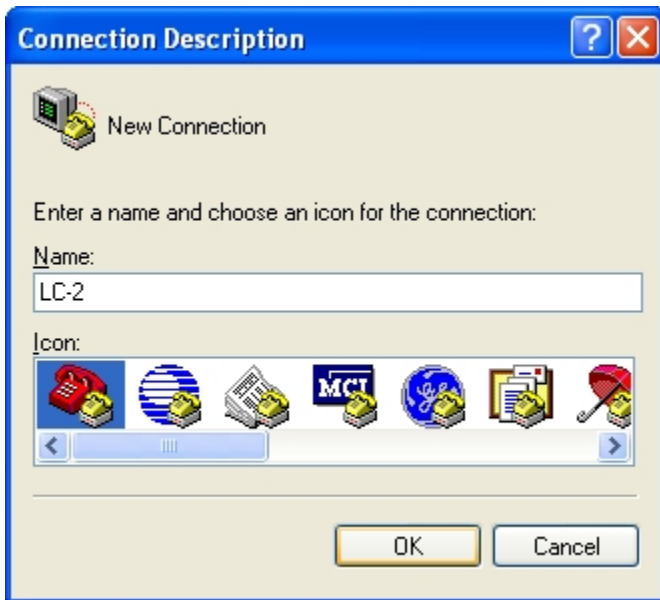 Connection Description
New Connection
Enter a name and choose an icon for the connection:
Name:
LC-2
Icon:
MCI
OK Cancel